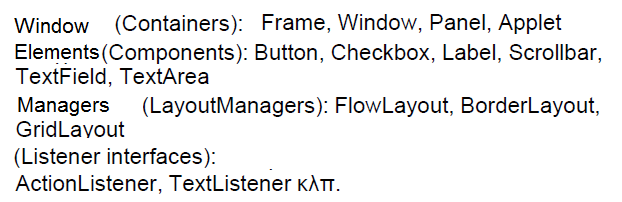 Window (Containers): Frame, Window, Panel, Applet
Elements(Components): Button, Checkbox, Label, Scrollbar,
TextField, TextArea
Managers (LayoutManagers): FlowLayout, BorderLayout,
GridLayout
(Listener interfaces):
ActionListener, TextListener κλπ.